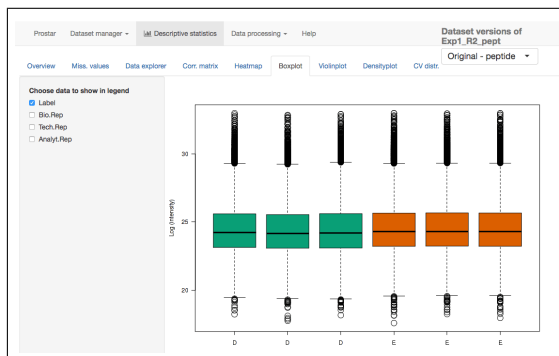 Prostar Dataset manager Descriptive statistics Data processing Help
Dataset versions of
Exp1_R2_pept
Original - peptide
Overview Miss. values Data explorer Corr. matrix Heatmap Boxplot Violinplot Densityplot CV distr.
Choose data to show in legend
Label
Bio.Rep
Tech.Rep
Analyt.Rep
Log (intensity)
30
25
20
D D D E E E